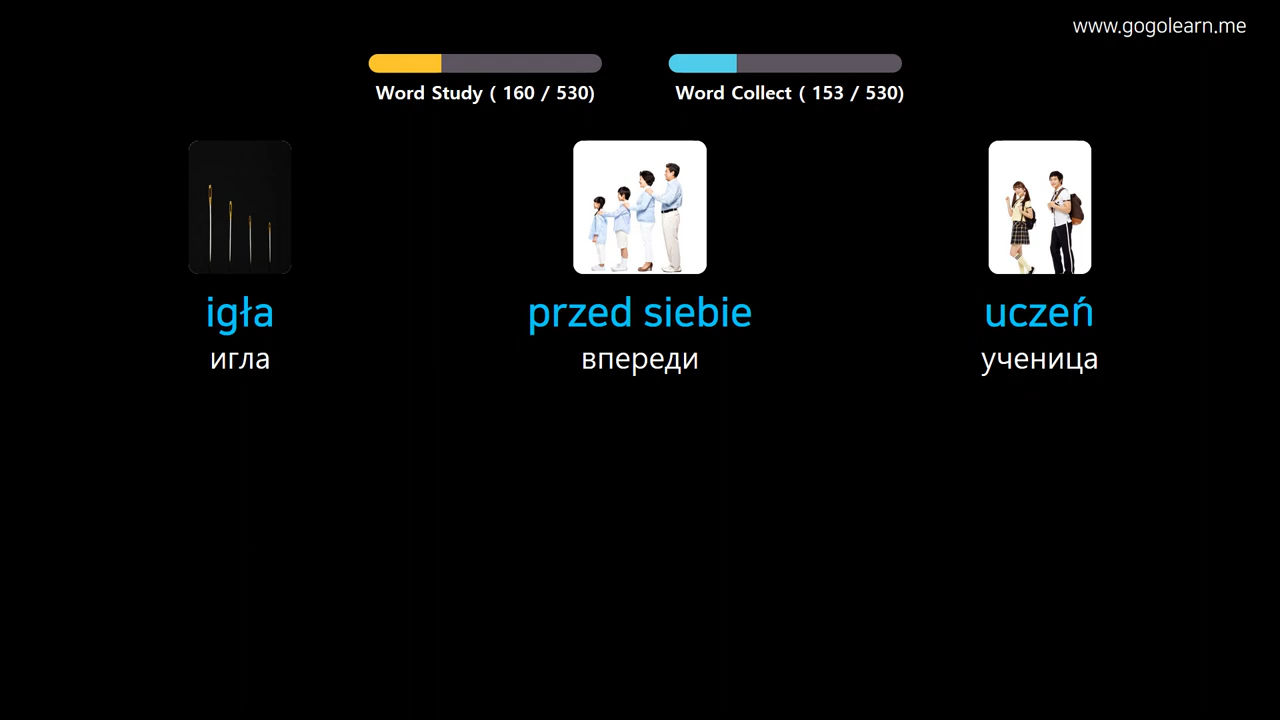 www.gogolearn.me
Word Study ( 160 / 530)
Word Collect ( 153 / 530)
igła
przed siebie
uczeń
игла
впереди
ученица